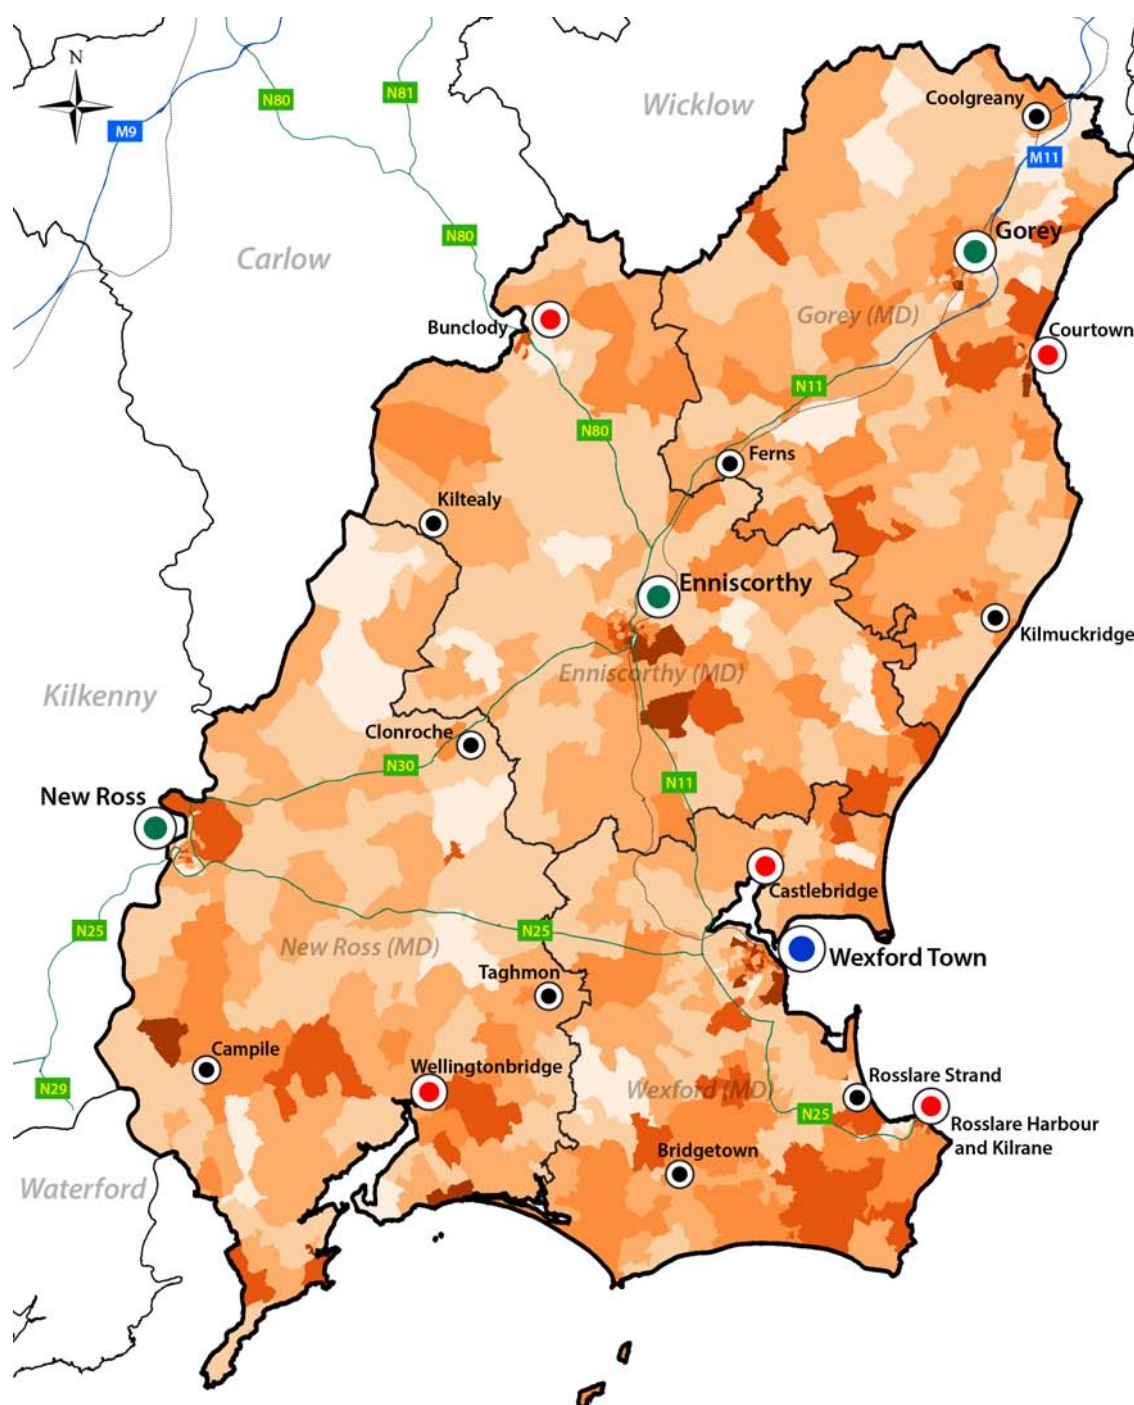 N
N80
N81
Wicklow
Coolgreany
M9
M11
N80
Carlow
Gorey
Gorey (MD)
Bunclody
Courtown
N11
N80
Ferns
Kiltealy
Enniscorthy
Kilmuckridge
Enniscorthy (MD)
Kilkenny
Clonroche
N30
N11
New Ross
Castlebridge
N25
N25
New Ross (MD)
Wexford Town
Taghmon
Campile
Wellingtonbridge
Rosslare Strand
N29
Wexford (MD)
N25
Rosslare Harbour
and Kilrane
Bridgetown
Waterford